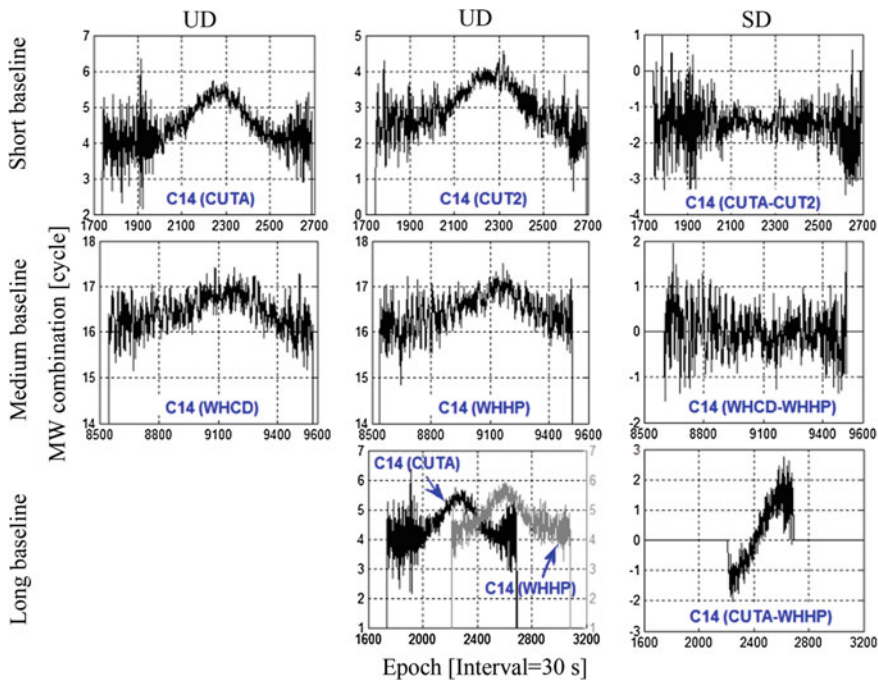 UD UD SD
Short baseline
7 6 5 4 3 2
1700 1900 2100 2300 2500 2700
C14 (CUTA)
5 4 3 2 1 0
1700 1900 2100 2300 2500 2700
C14 (CUT2)
1 0 -1 -2 -3 -4
1700 1900 2100 2300 2500 2700
C14 (CUTA-CUT2)
Medium baseline
MW combination [cycle]
18 17 16 15 14
8500 8800 9100 9400 9600
C14 (WHCD)
18 17 16 15 14
8500 8800 9100 9400 9600
C14 (WHHP)
2 1 0 -1 -2
8500 8800 9100 9400 9600
C14 (WHCD-WHHP)
Long baseline
7 6 5 4 3 2 1
C14 (CUTA)
C14 (WHHP)
7 6 5 4 3 2 1
1600 2000 2400 2800 3200
3 2 1 0 -1 -2 -3
1600 2000 2400 2800 3200
C14 (CUTA-WHHP)
Epoch [Interval=30 s]